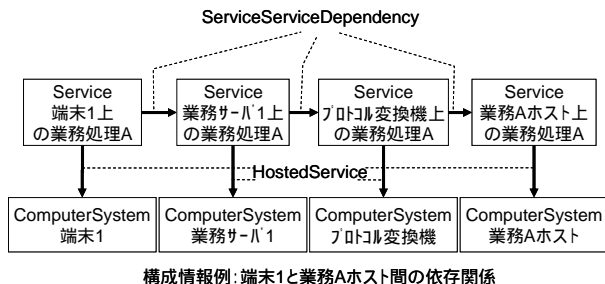 ServiceServiceDependency
Service
端末1上
の業務処理A
Service
業務サーバ1上
の業務処理A
Service
プロトコル変換機上
の業務処理A
Service
業務Aホスト上
の業務処理A
HostedService
ComputerSystem
端末1
ComputerSystem
業務サーバ1
ComputerSystem
プロトコル変換機
ComputerSystem
業務Aホスト
構成情報例:端末1と業務Aホスト間の依存関係